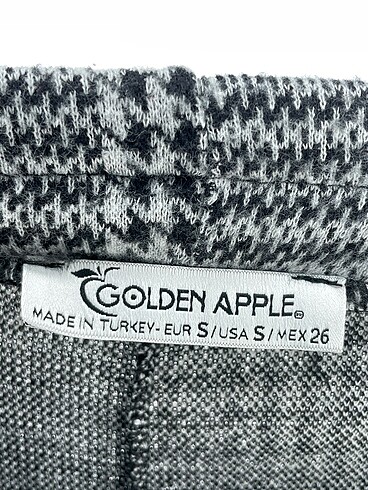 GOLDEN APPLE
MADE IN TURKEY- EUR S / USA S / MEX 26